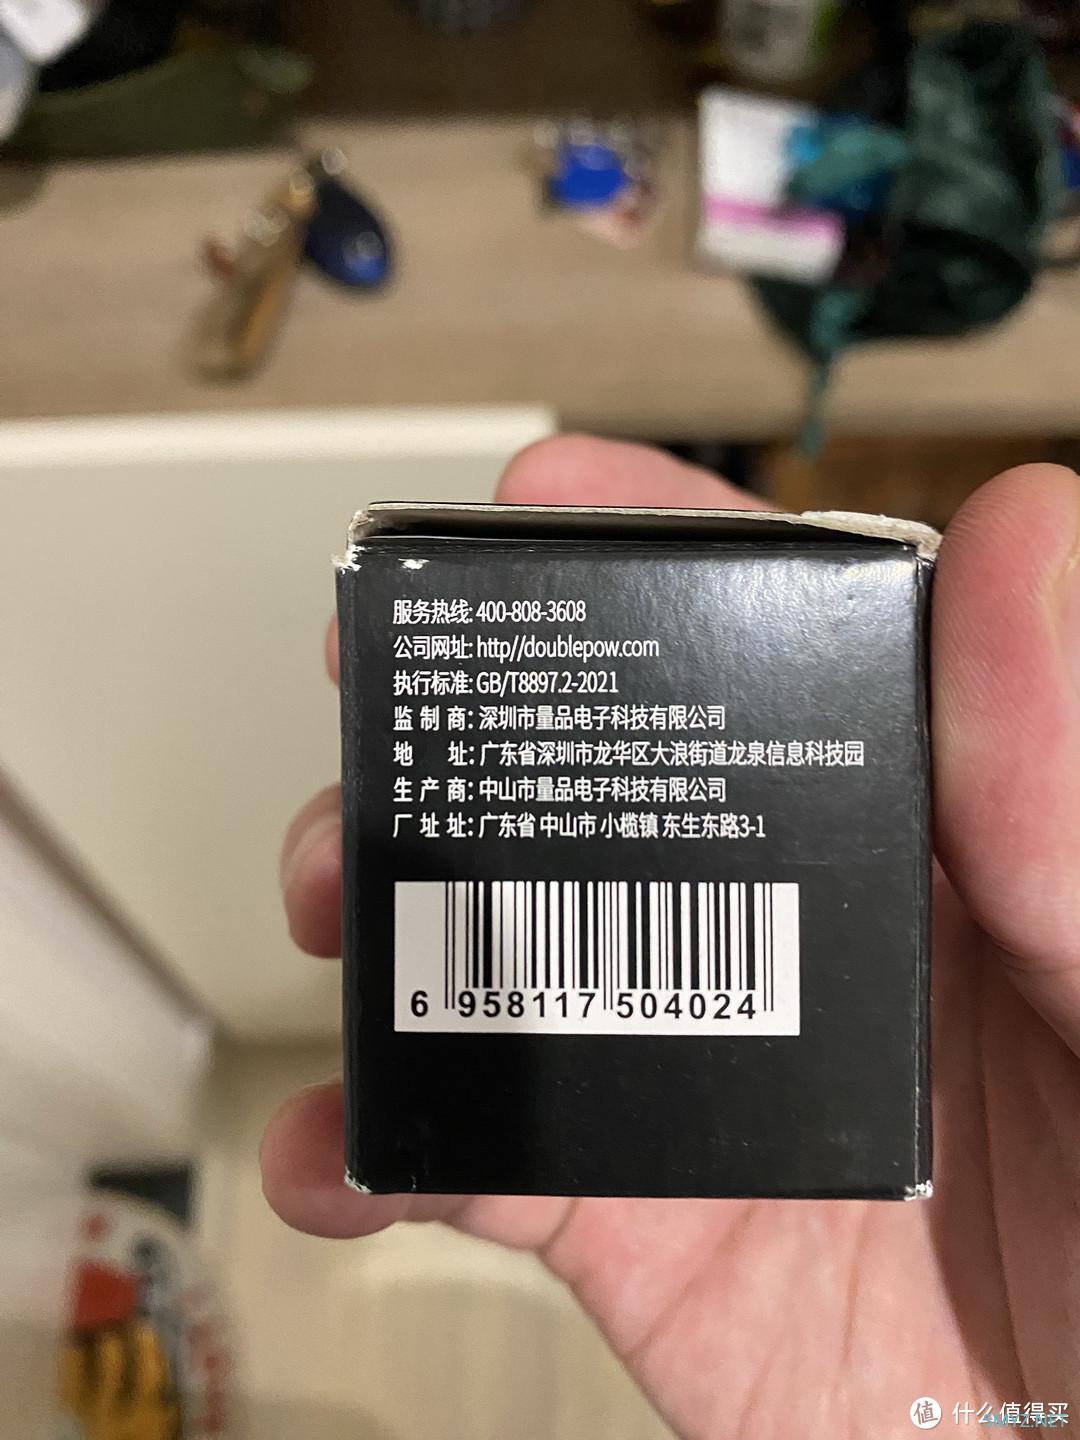 服务热线: 400-808-3608
公司网址: http//doublepow.com
执行标准: GB/T8897.2-2021
监 制 商: 深圳市量品电子科技有限公司
地 址: 广东省深圳市龙华区大浪街道龙泉信息科技园
生 产 商: 中山市量品电子科技有限公司
厂 址 址: 广东省 中山市 小榄镇 东生东路3-1
6 958117 504024
值 什么值得买